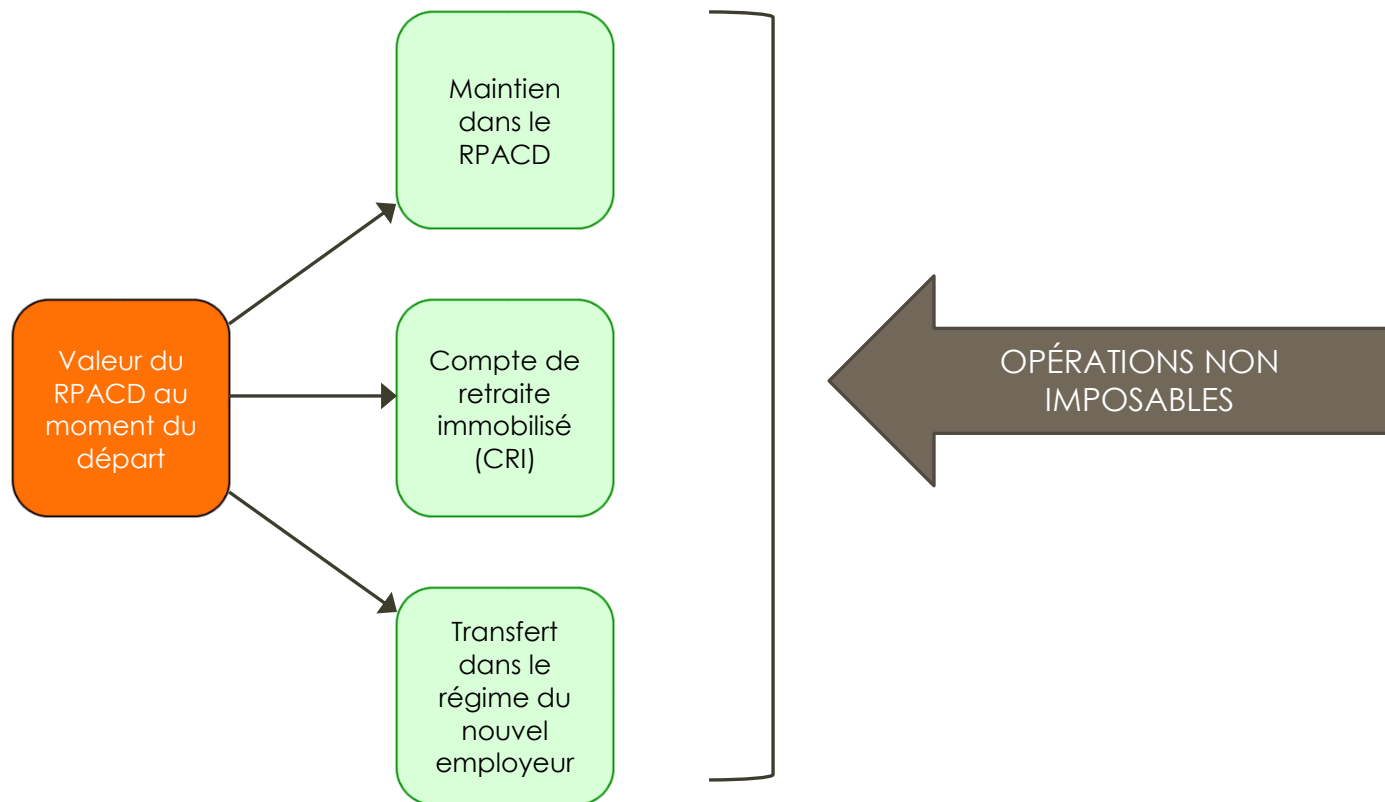 Maintien
dans le
RPACD
Valeur du
RPACD au
moment du
départ
Compte de
retraite
immobilisé
(CRI)
Transfert
dans le
régime du
nouvel
employeur
OPÉRATIONS NON
IMPOSABLES